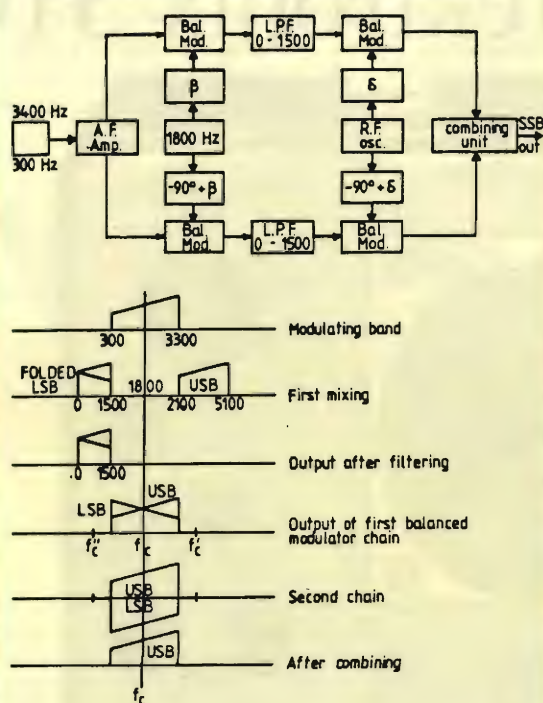 Bal.
Mod.
L.P.F.
0-1500
Bal.
Mod.
β
δ
3400 Hz
300 Hz
A.F.
-Amp.
1800 Hz
R.F.
osc.
combining
unit
SSB
out
-90°+β
-90°+δ
Bal.
Mod.
L.P.F.
0-1500
Bal.
Mod.
300
3300
Modulating band
FOLDED
LSB
1800
USB
0
1500
2100
5100
First mixing
.0
1500
Output after filtering
LSB
USB
fc''
fc
fc'
Output of first balanced
modulator chain
USB
LSB
Second chain
USB
After combining
fc